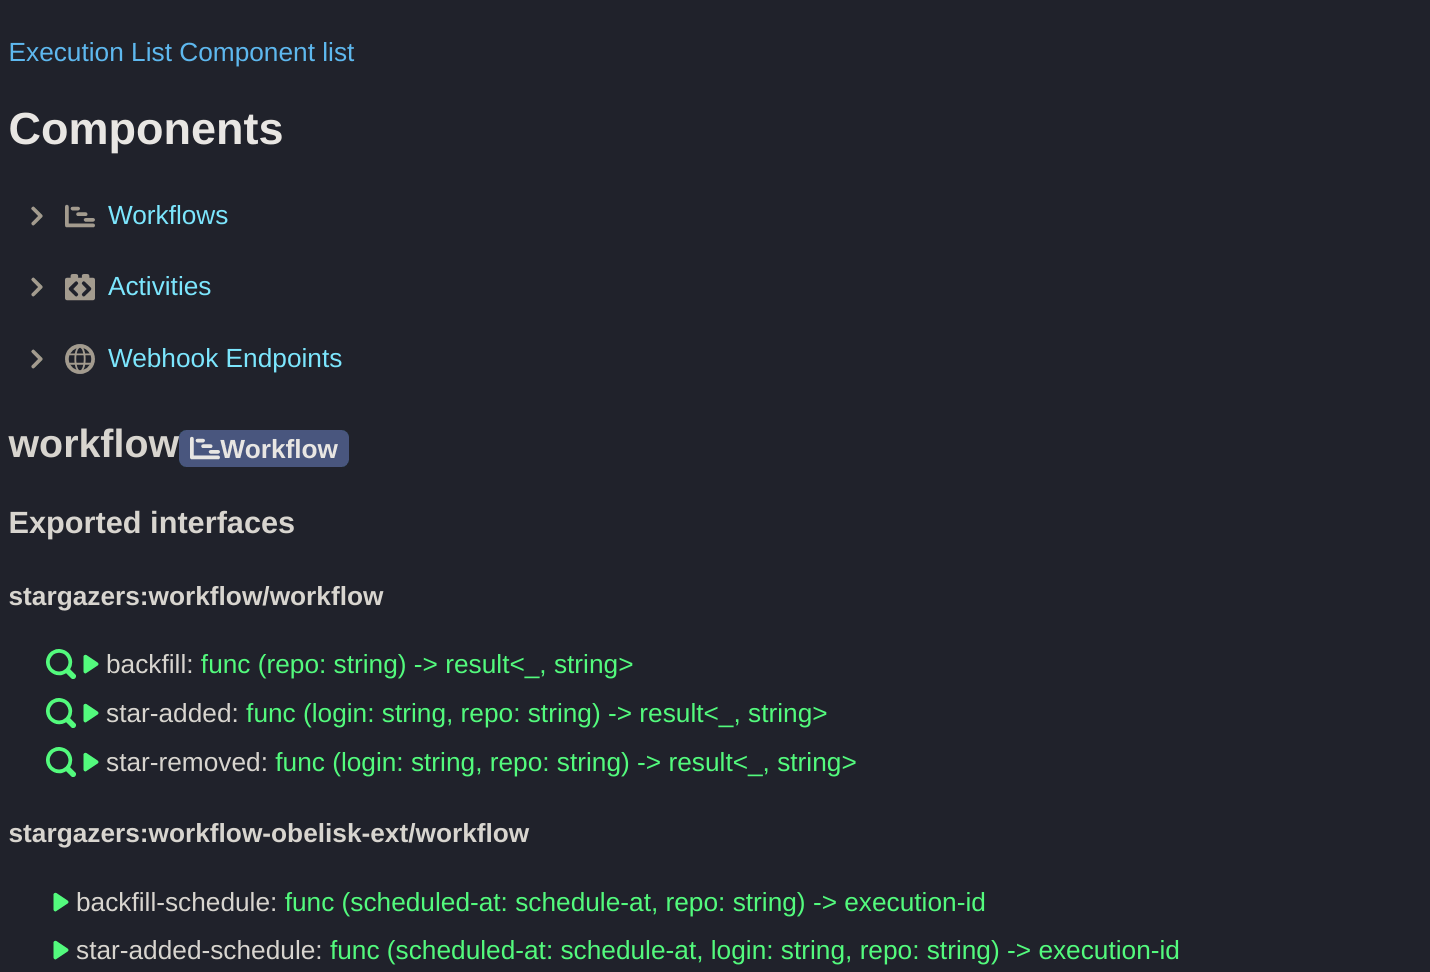 Execution List Component list
Components
Workflows
Activities
Webhook Endpoints
workflow Workflow
Exported interfaces
stargazers:workflow/workflow
backfill: func (repo: string) -> result<_, string>
star-added: func (login: string, repo: string) -> result<_, string>
star-removed: func (login: string, repo: string) -> result<_, string>
stargazers:workflow-obelisk-ext/workflow
backfill-schedule: func (scheduled-at: schedule-at, repo: string) -> execution-id
star-added-schedule: func (scheduled-at: schedule-at, login: string, repo: string) -> execution-id